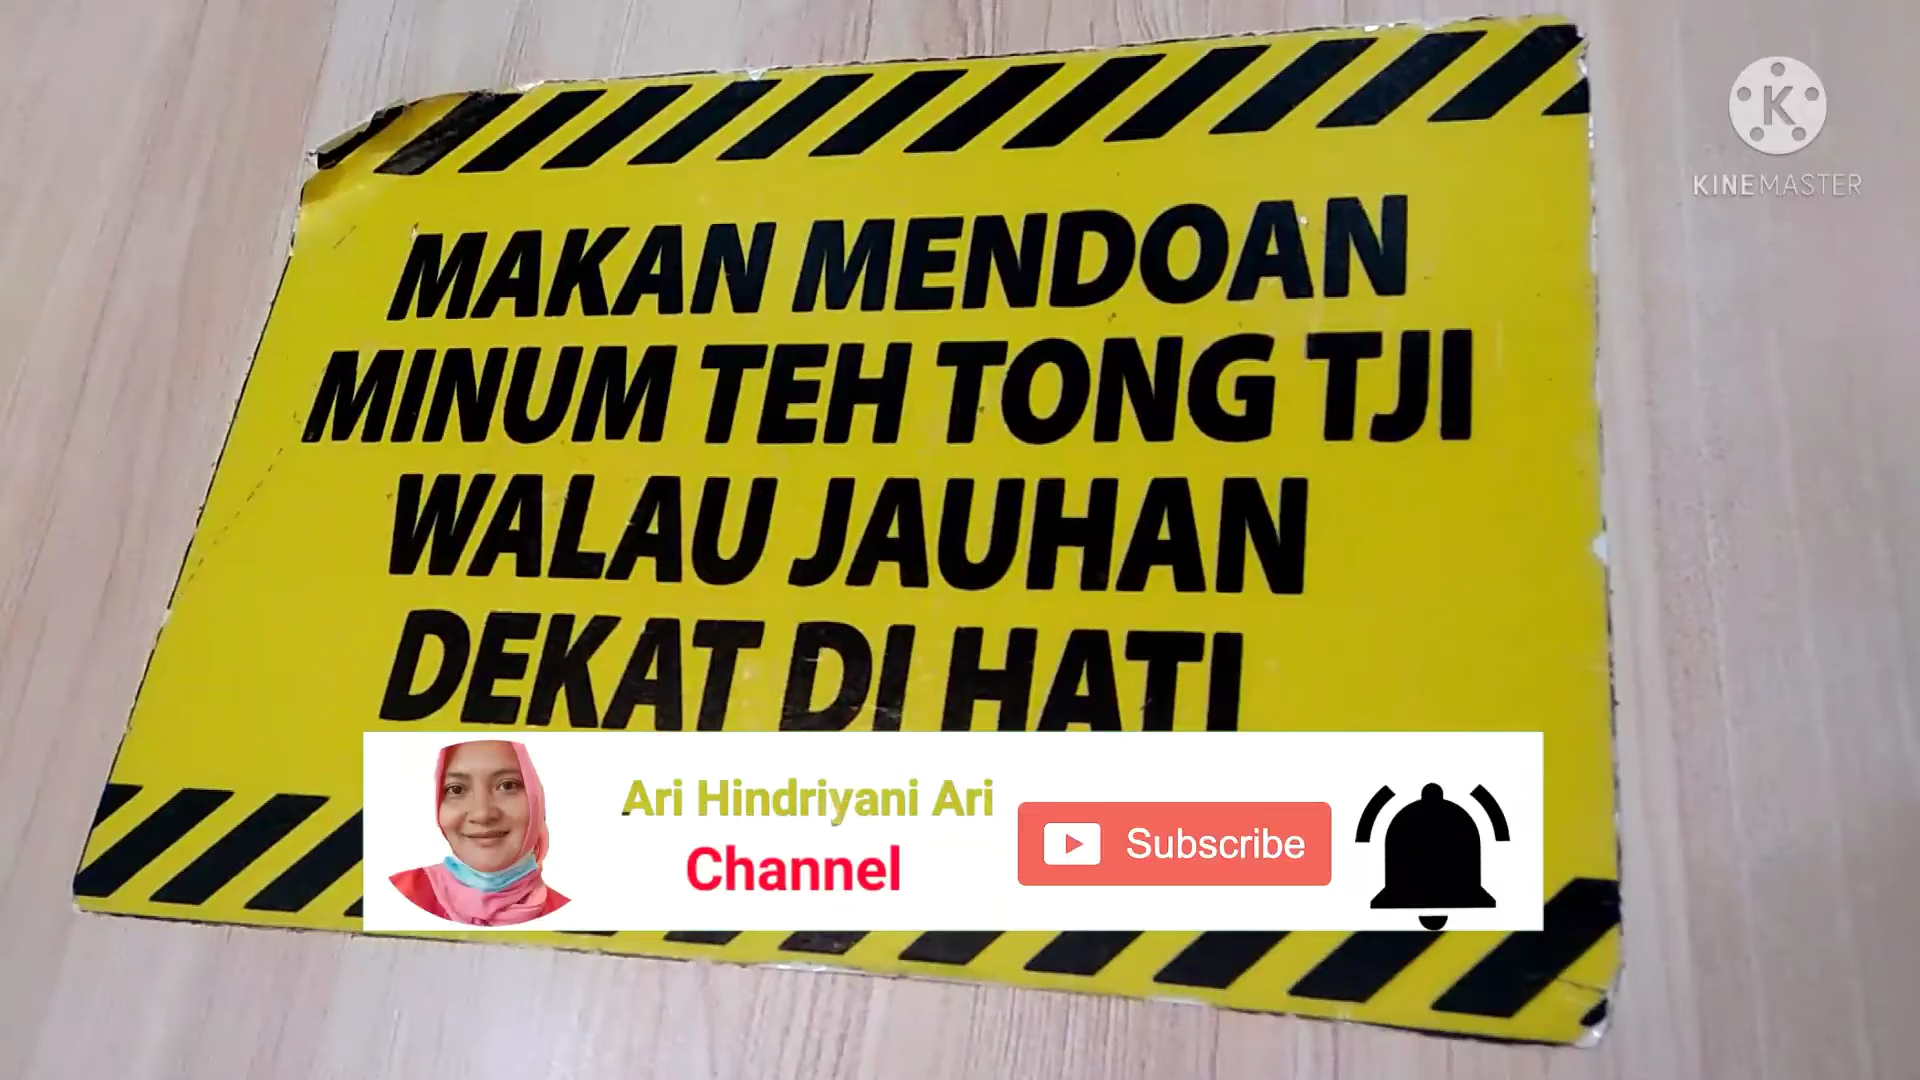 K
KINEMASTER
MAKAN MENDOAN
MINUM TEH TONG TJI
WALAU JAUHAN
DEKAT DI HATI
Ari Hindriyani Ari
Channel
Subscribe